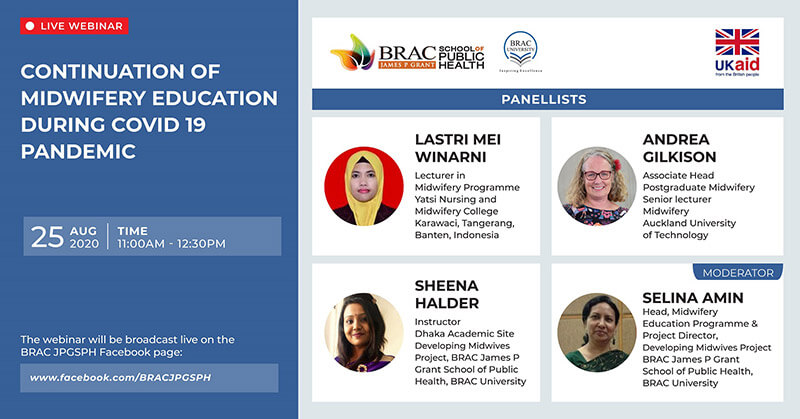 LIVE WEBINAR
CONTINUATION OF
MIDWIFERY EDUCATION
DURING COVID 19
PANDEMIC
25 AUG
2020
TIME
11:00AM - 12:30PM
The webinar will be broadcast live on the
BRAC JPGSPH Facebook page:
www.facebook.com/BRACJPGSPH
BRAC
JAMES P GRANT
SCHOOL OF
PUBLIC
HEALTH
BRAC
UNIVERSITY
Inspiring Excellence
UKaid
from the British people
PANELLISTS
LASTRI MEI
WINARNI
Lecturer in
Midwifery Programme
Yatsi Nursing and
Midwifery College
Karawaci, Tangerang,
Banten, Indonesia
ANDREA
GILKISON
Associate Head
Postgraduate Midwifery
Senior lecturer
Midwifery
Auckland University
of Technology
SHEENA
HALDER
Instructor
Dhaka Academic Site
Developing Midwives
Project, BRAC James P
Grant School of Public
Health, BRAC University
MODERATOR
SELINA AMIN
Head, Midwifery
Education Programme &
Project Director,
Developing Midwives Project
BRAC James P Grant
School of Public Health,
BRAC University